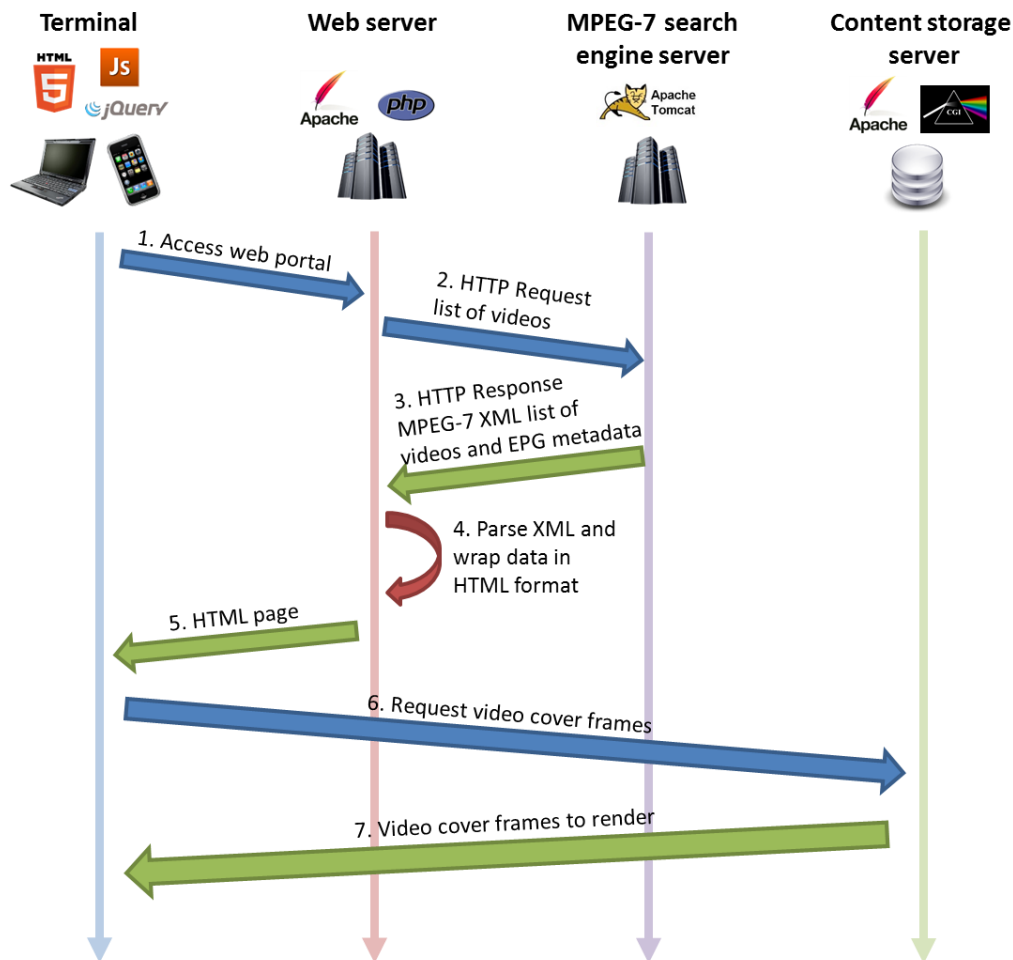 Terminal
Web server
MPEG-7 search
engine server
Content storage
server
HTML
5
Js
jQuery
Apache
php
Apache
Tomcat
Apache
CGI
1. Access web portal
2. HTTP Request
list of videos
3. HTTP Response
MPEG-7 XML list of
videos and EPG metadata
4. Parse XML and
wrap data in
HTML format
5. HTML page
6. Request video cover frames
7. Video cover frames to render